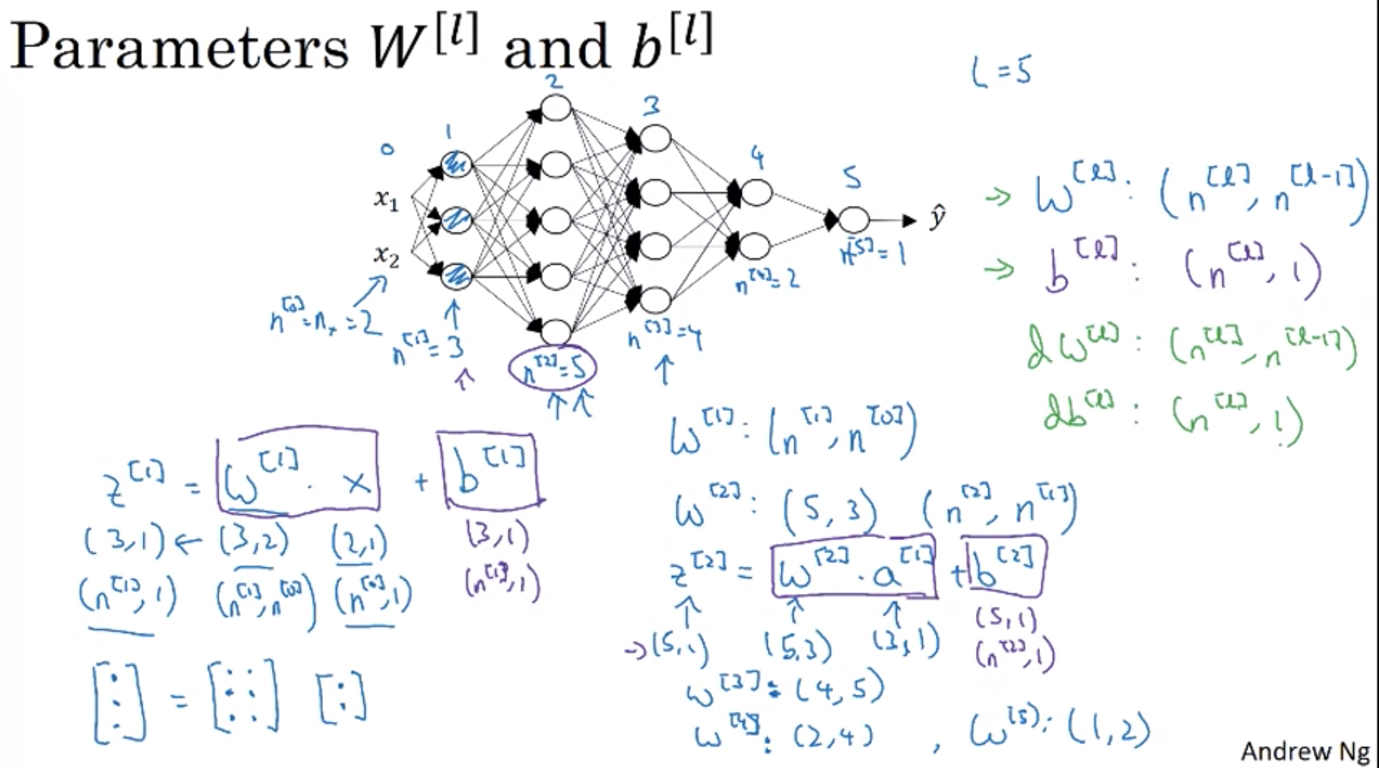 Parameters W^[l] and b^[l]
L = 5
0 1 2 3 4 5
x₁
x₂
ŷ
n^[0] = nₓ = 2
n^[1] = 3
n^[2] = 5
n^[3] = 4
n^[4] = 2
n^[5] = 1
→ W^[l] : (n^[l], n^[l-1])
→ b^[l] : (n^[l], 1)
dW^[l] : (n^[l], n^[l-1])
db^[l] : (n^[l], 1)
z^[1] = W^[1] · x + b^[1]
(3,1) ← (3,2) (2,1) (3,1)
(n^[1], 1) (n^[1], n^[0]) (n^[0], 1) (n^[1], 1)
[⋮] = [: :] [:]
W^[1] : (n^[1], n^[0])
W^[2] : (5, 3) (n^[2], n^[1])
z^[2] = W^[2] · a^[1] + b^[2]
→ (5,1) (5,3) (3,1) (5,1)
(n^[2], 1)
W^[3] : (4, 5)
W^[4] : (2, 4) , W^[5] : (1, 2)
Andrew Ng